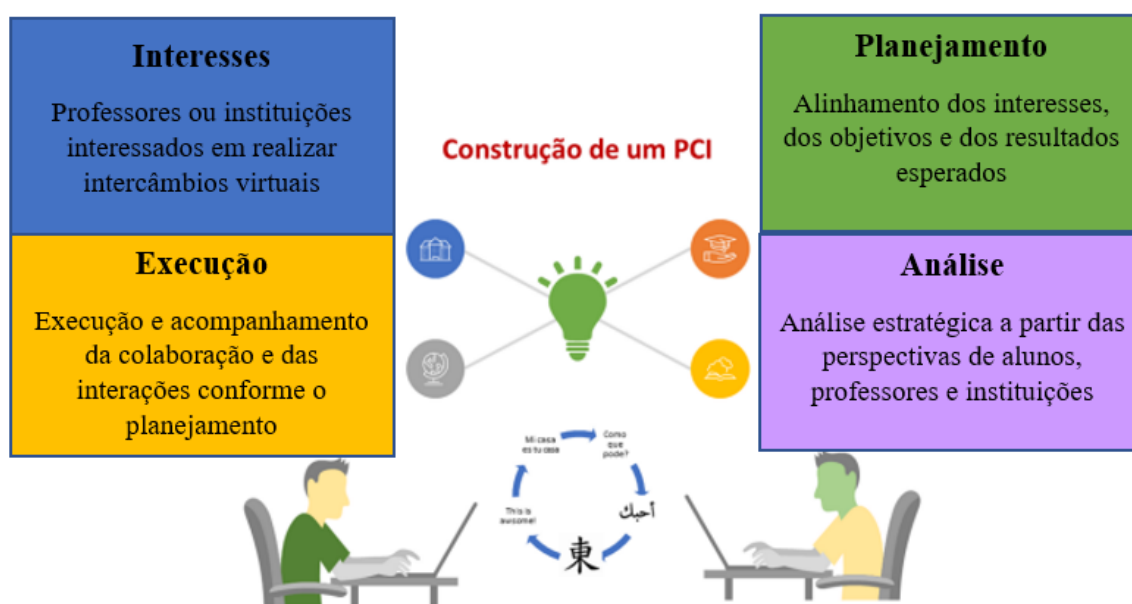 Interesses
Professores ou instituições
interessados em realizar
intercâmbios virtuais
Planejamento
Alinhamento dos interesses,
dos objetivos e dos resultados
esperados
Construção de um PCI
Execução
Execução e acompanhamento
da colaboração e das
interações conforme o
planejamento
Análise
Análise estratégica a partir das
perspectivas de alunos,
professores e instituições
Mi casa
es tu casa
Como
que
pode?
أحبك
東
This is
awsome!